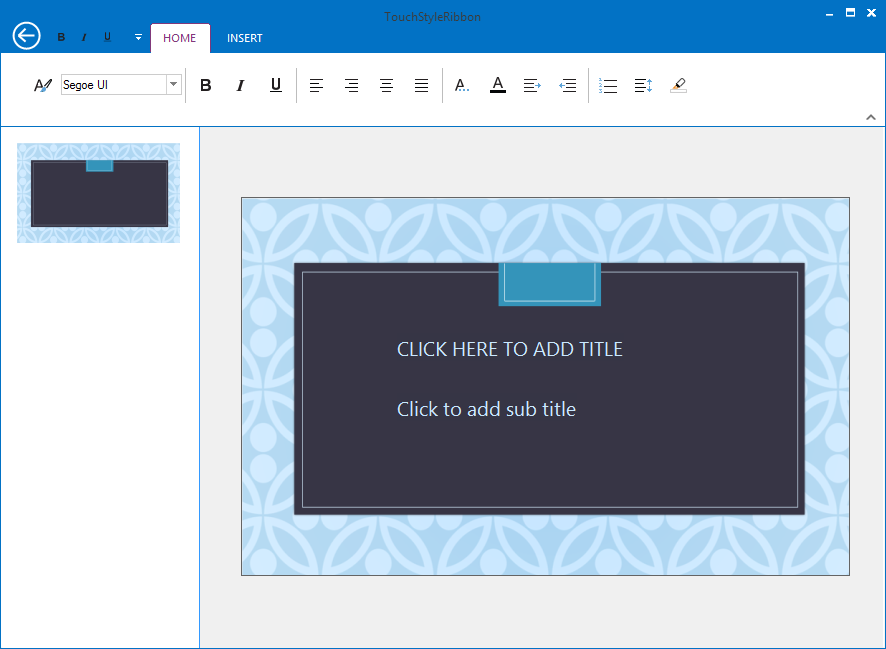 TouchStyleRibbon
B I U
HOME INSERT
Segoe UI
B I U
A A
CLICK HERE TO ADD TITLE
Click to add sub title